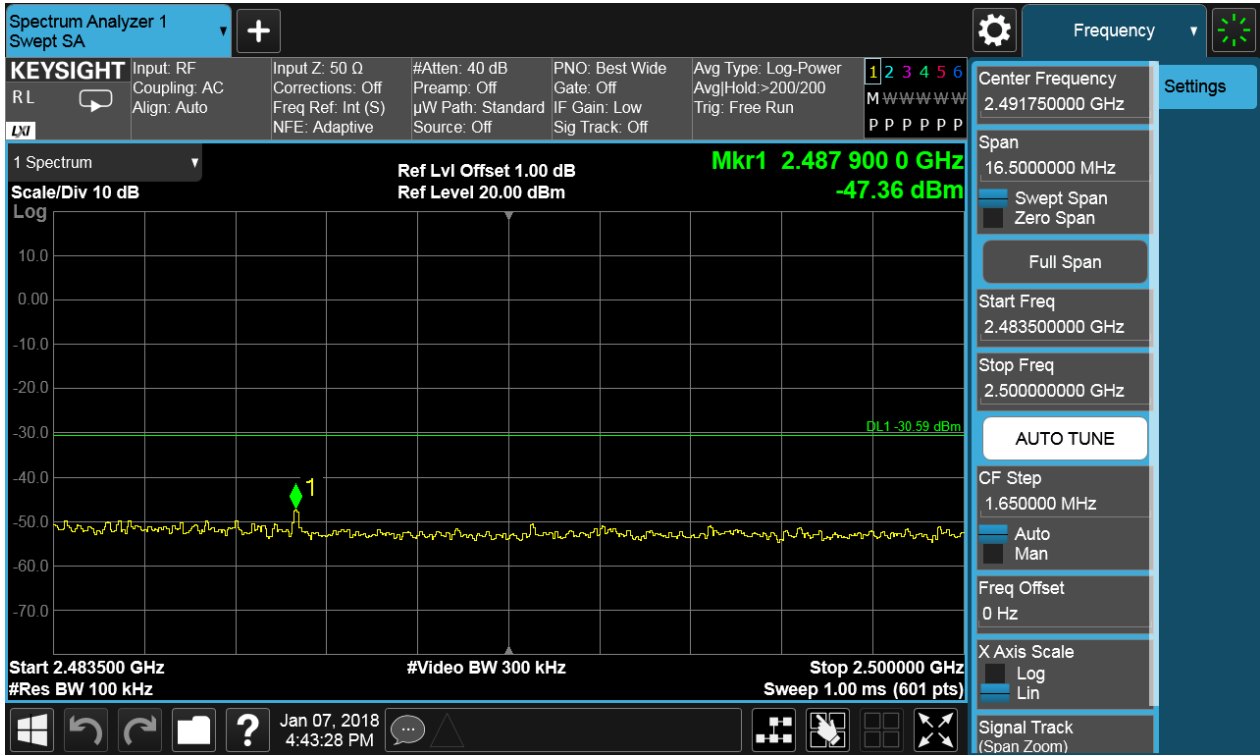 Spectrum Analyzer 1
Swept SA
+
Frequency
KEYSIGHT
RL
LXI
Input: RF
Coupling: AC
Align: Auto
Input Z: 50 Ω
Corrections: Off
Freq Ref: Int (S)
NFE: Adaptive
#Atten: 40 dB
Preamp: Off
µW Path: Standard
Source: Off
PNO: Best Wide
Gate: Off
IF Gain: Low
Sig Track: Off
Avg Type: Log-Power
Avg|Hold:>200/200
Trig: Free Run
1 2 3 4 5 6
M W W W W W
P P P P P P
1 Spectrum
Scale/Div 10 dB
Log
Ref Lvl Offset 1.00 dB
Ref Level 20.00 dBm
Mkr1 2.487 900 0 GHz
-47.36 dBm
10.0
0.00
-10.0
-20.0
-30.0
-40.0
-50.0
-60.0
-70.0
DL1 -30.59 dBm
1
Start 2.483500 GHz
#Res BW 100 kHz
#Video BW 300 kHz
Stop 2.500000 GHz
Sweep 1.00 ms (601 pts)
Settings
Center Frequency
2.491750000 GHz
Span
16.5000000 MHz
Swept Span
Zero Span
Full Span
Start Freq
2.483500000 GHz
Stop Freq
2.500000000 GHz
AUTO TUNE
CF Step
1.650000 MHz
Auto
Man
Freq Offset
0 Hz
X Axis Scale
Log
Lin
Signal Track
(Span Zoom)
?
Jan 07, 2018
4:43:28 PM